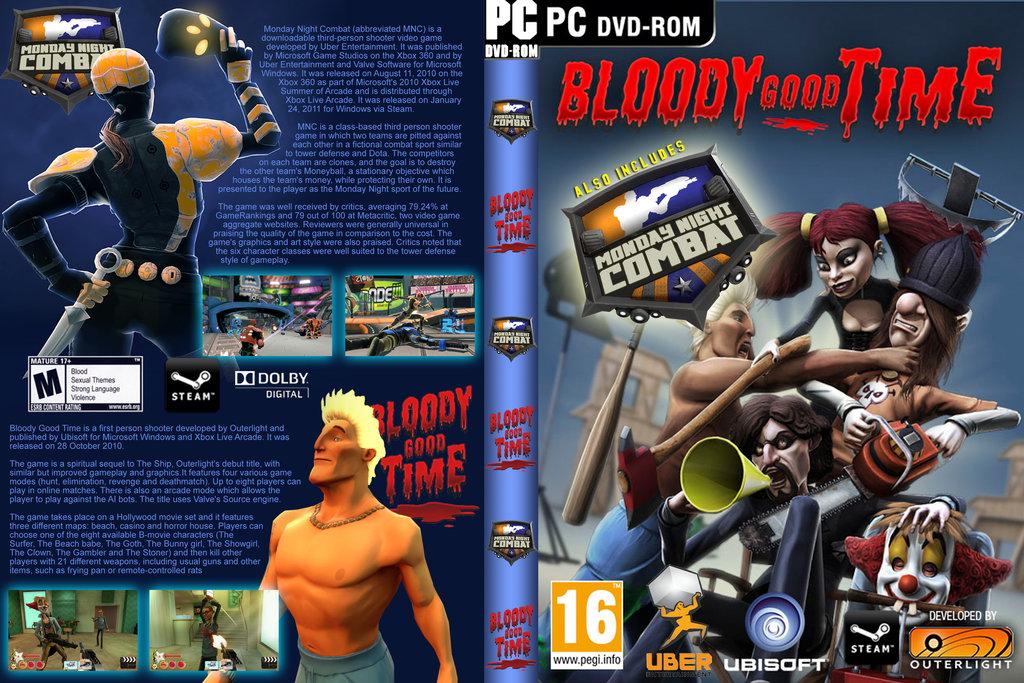 MONDAY NIGHT
COMBAT
Monday Night Combat (abbreviated MNC) is a
downloadable third-person shooter video game
developed by Uber Entertainment. It was published
by Microsoft Game Studios on the Xbox 360 and by
Uber Entertainment and Valve Software for Microsoft
Windows. It was released on August 11, 2010 on the
Xbox 360 as part of Microsoft's 2010 Xbox Live
Summer of Arcade and is distributed through
Xbox Live Arcade. It was released on January
24, 2011 for Windows via Steam.
MNC is a class-based third person shooter
game in which two teams are pitted against
each other in a fictional combat sport similar
to tower defense and Dota. The competitors
on each team are clones, and the goal is to destroy
the other team's Moneyball, a stationary objective which
houses the team's money, while protecting their own. It is
presented to the player as the Monday Night sport of the future.
The game was well received by critics, averaging 79.24% at
GameRankings and 79 out of 100 at Metacritic, two video game
aggregate websites. Reviewers were generally universal in
praising the quality of the game in comparison to the cost. The
game's graphics and art style were also praised. Critics noted that
the six character classes were well suited to the tower defense
style of gameplay.
MATURE 17+
M
Blood
Sexual Themes
Strong Language
Violence
ESRB CONTENT RATING www.esrb.org
STEAM™
DOLBY
DIGITAL
BLOODY
GOOD
TIME
Bloody Good Time is a first person shooter developed by Outerlight and
published by Ubisoft for Microsoft Windows and Xbox Live Arcade. It was
released on 28 October 2010.
The game is a spiritual sequel to The Ship, Outerlight's debut title, with
similar but improved gameplay and graphics.It features four various game
modes (hunt, elimination, revenge and deathmatch). Up to eight players can
play in online matches. There is also an arcade mode which allows the
player to play against the AI bots. The title uses Valve's Source engine.
The game takes place on a Hollywood movie set and it features
three different maps: beach, casino and horror house. Players can
choose one of the eight available B-movie characters (The
Surfer, The Beach babe, The Goth, The Bunny girl, The Showgirl,
The Clown, The Gambler and The Stoner) and then kill other
players with 21 different weapons, including usual guns and other
items, such as frying pan or remote-controlled rats
PC
DVD-ROM
MONDAY NIGHT
COMBAT
BLOODY
GOOD
TIME
MONDAY NIGHT
COMBAT
BLOODY
GOOD
TIME
MONDAY NIGHT
COMBAT
BLOODY
GOOD
TIME
PC DVD-ROM
BLOODY GOOD TIME
ALSO INCLUDES
MONDAY NIGHT
COMBAT
16
www.pegi.info
UBER
ENTERTAINMENT
UBISOFT
STEAM™
DEVELOPED BY
OUTERLIGHT